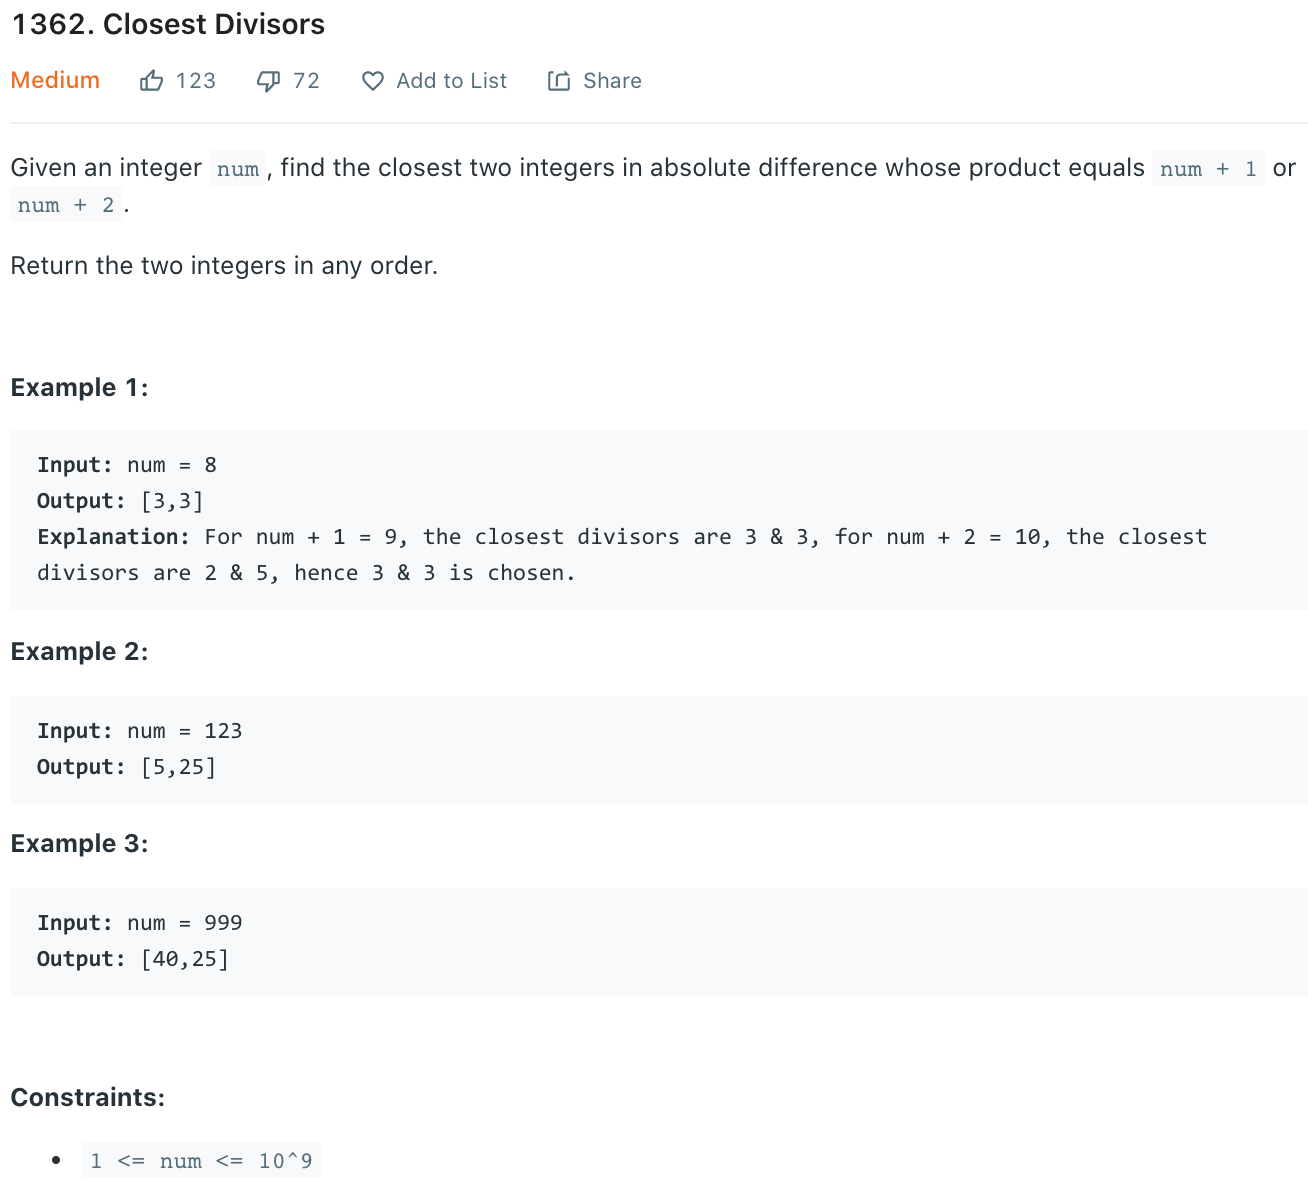 1362. Closest Divisors
Medium 123 72 Add to List Share
Given an integer num, find the closest two integers in absolute difference whose product equals num + 1 or
num + 2.
Return the two integers in any order.
Example 1:
Input: num = 8
Output: [3,3]
Explanation: For num + 1 = 9, the closest divisors are 3 & 3, for num + 2 = 10, the closest
divisors are 2 & 5, hence 3 & 3 is chosen.
Example 2:
Input: num = 123
Output: [5,25]
Example 3:
Input: num = 999
Output: [40,25]
Constraints:
• 1 <= num <= 10^9